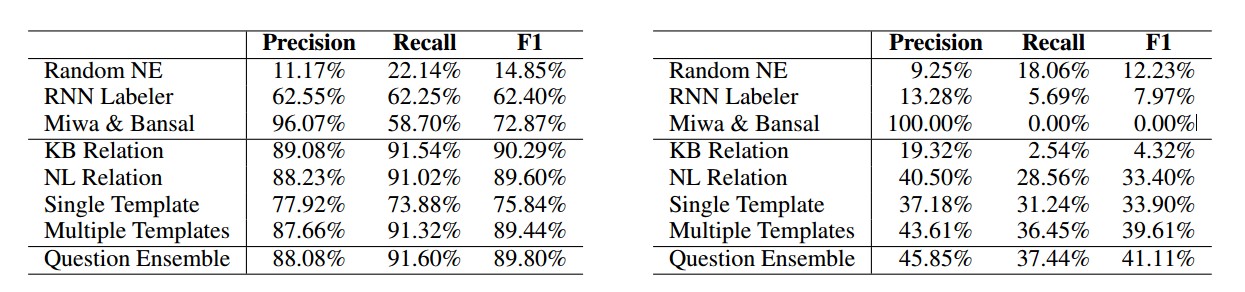 Precision Recall F1
Random NE 11.17% 22.14% 14.85%
RNN Labeler 62.55% 62.25% 62.40%
Miwa & Bansal 96.07% 58.70% 72.87%
KB Relation 89.08% 91.54% 90.29%
NL Relation 88.23% 91.02% 89.60%
Single Template 77.92% 73.88% 75.84%
Multiple Templates 87.66% 91.32% 89.44%
Question Ensemble 88.08% 91.60% 89.80%
Precision Recall F1
Random NE 9.25% 18.06% 12.23%
RNN Labeler 13.28% 5.69% 7.97%
Miwa & Bansal 100.00% 0.00% 0.00%
KB Relation 19.32% 2.54% 4.32%
NL Relation 40.50% 28.56% 33.40%
Single Template 37.18% 31.24% 33.90%
Multiple Templates 43.61% 36.45% 39.61%
Question Ensemble 45.85% 37.44% 41.11%